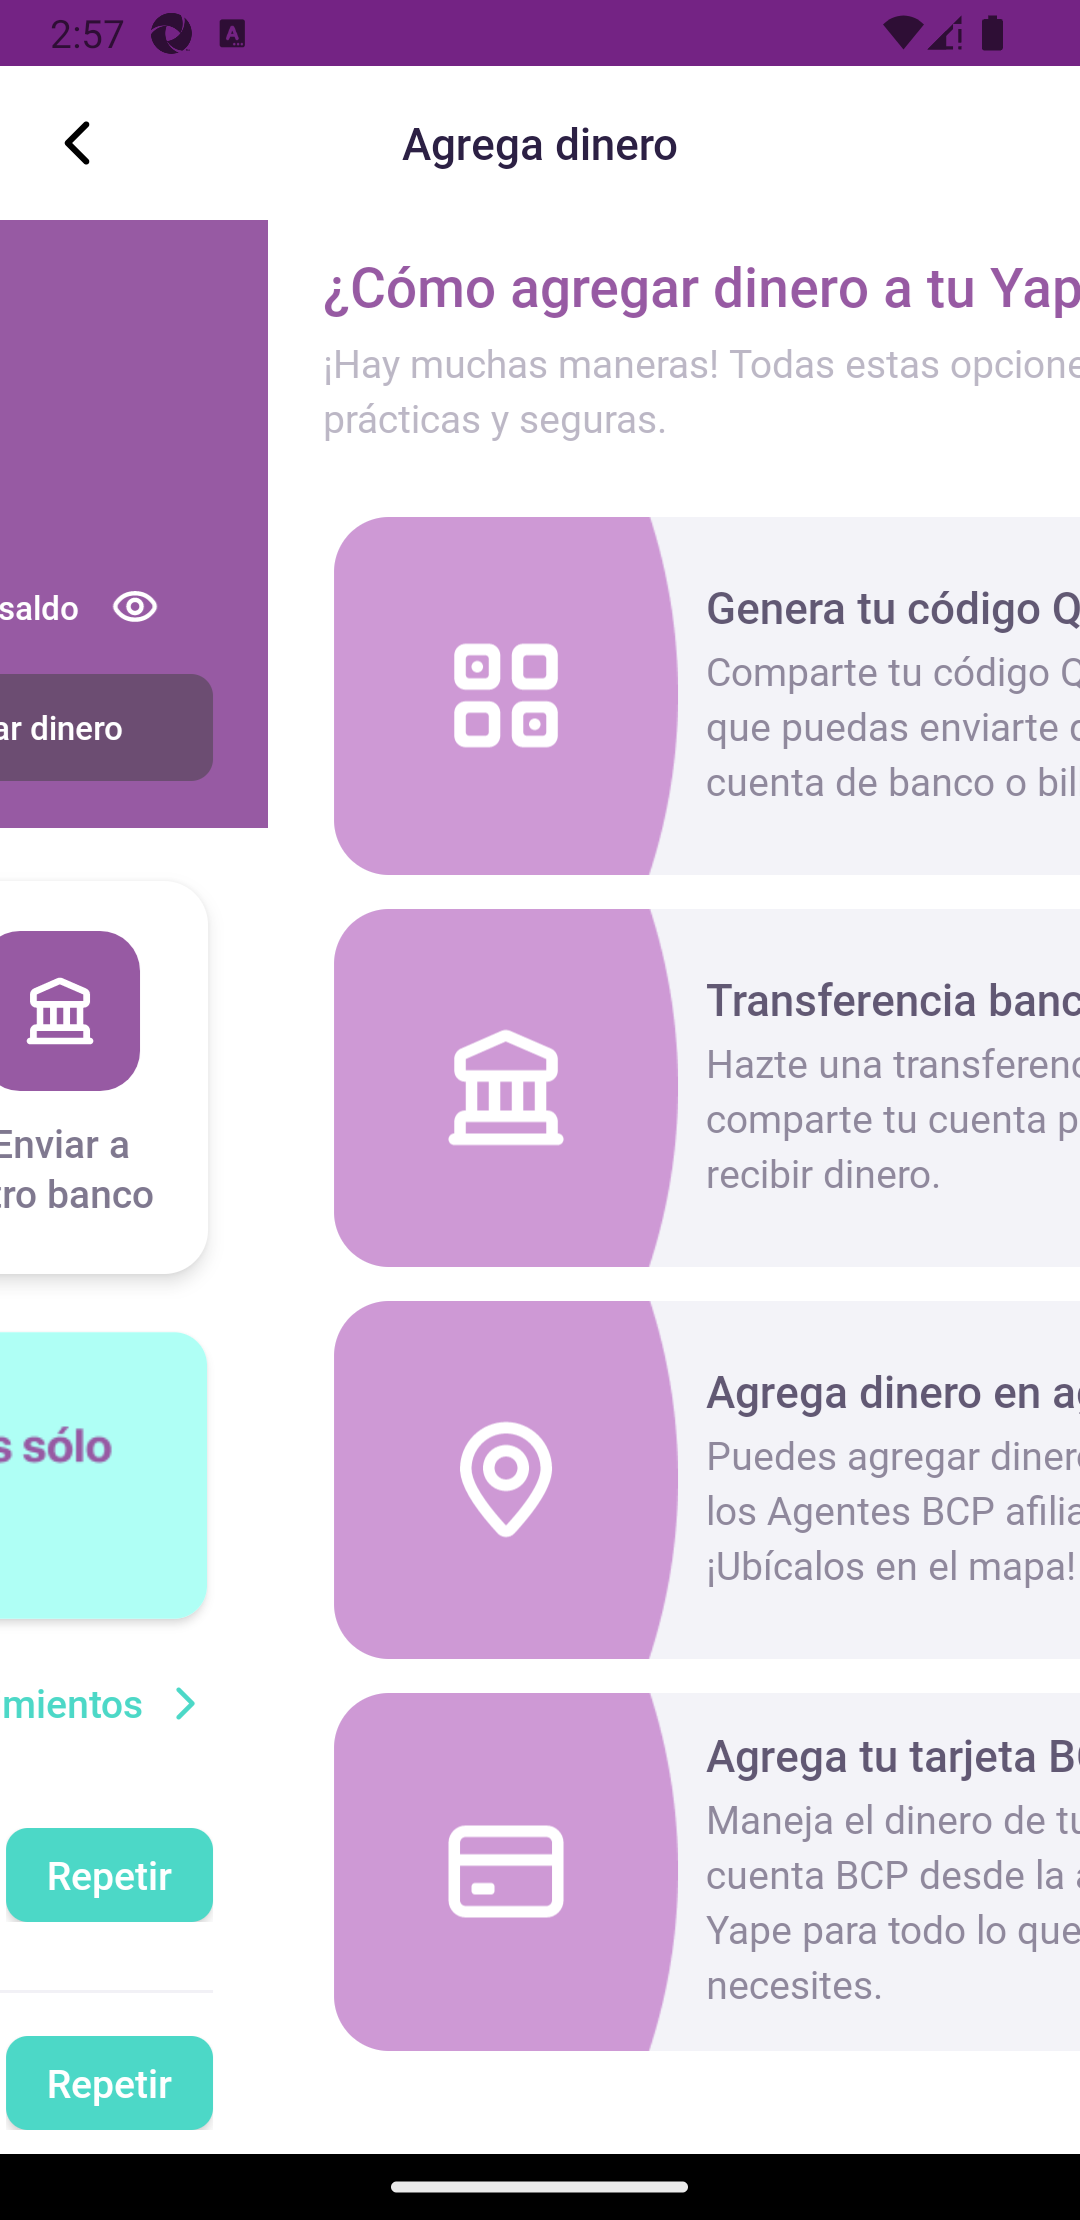 2:57
Agrega dinero
¿Cómo agregar dinero a tu Yap
¡Hay muchas maneras! Todas estas opcione
prácticas y seguras.
saldo
ar dinero
Genera tu código Q
Comparte tu código Q
que puedas enviarte
cuenta de banco o bil
Enviar a
tro banco
Transferencia banc
Hazte una transferenc
comparte tu cuenta p
recibir dinero.
s sólo
Agrega dinero en ag
Puedes agregar dinero
los Agentes BCP afilia
¡Ubícalos en el mapa!
mientos
Repetir
Repetir
Agrega tu tarjeta BC
Maneja el dinero de tu
cuenta BCP desde la a
Yape para todo lo que
necesites.